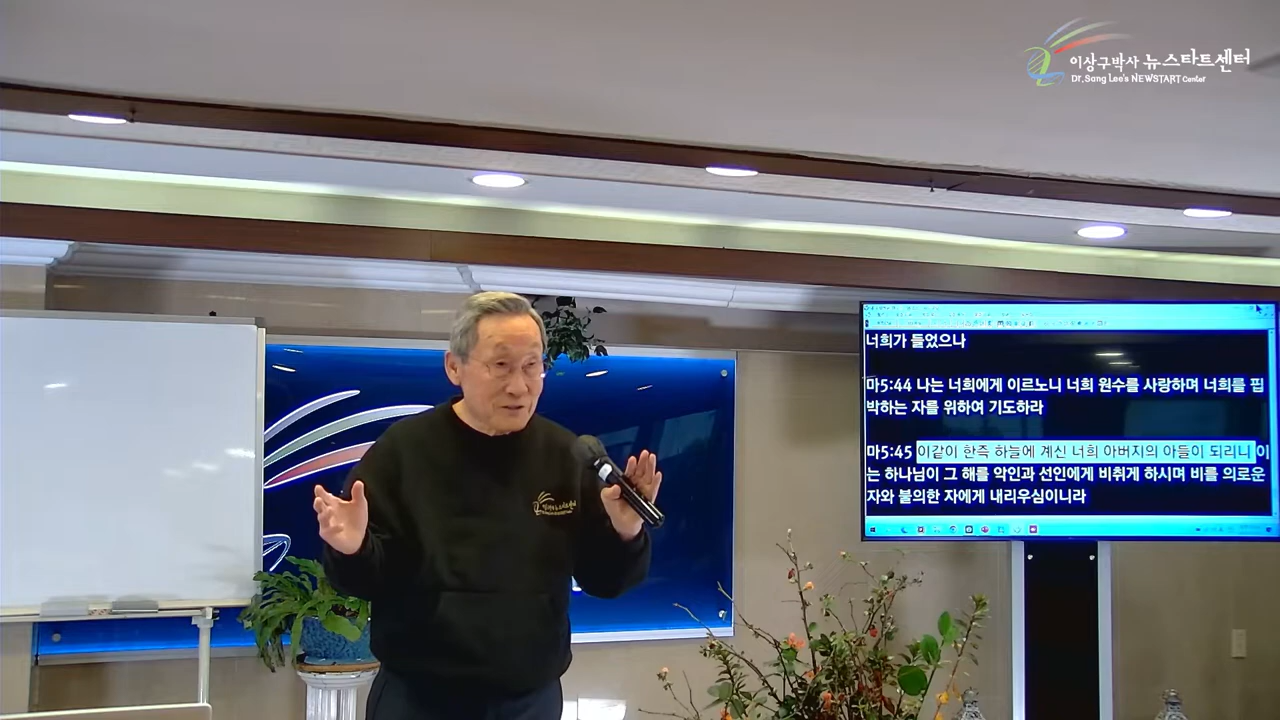 이상구박사 뉴스타트센터
Dr. Sang Lee's NEWSTART Center
너희가 들었으나
마5:44 나는 너희에게 이르노니 너희 원수를 사랑하며 너희를 핍
박하는 자를 위하여 기도하라
마5:45 이같이 한즉 하늘에 계신 너희 아버지의 아들이 되리니 이
는 하나님이 그 해를 악인과 선인에게 비취게 하시며 비를 의로운
자와 불의한 자에게 내리우심이니라